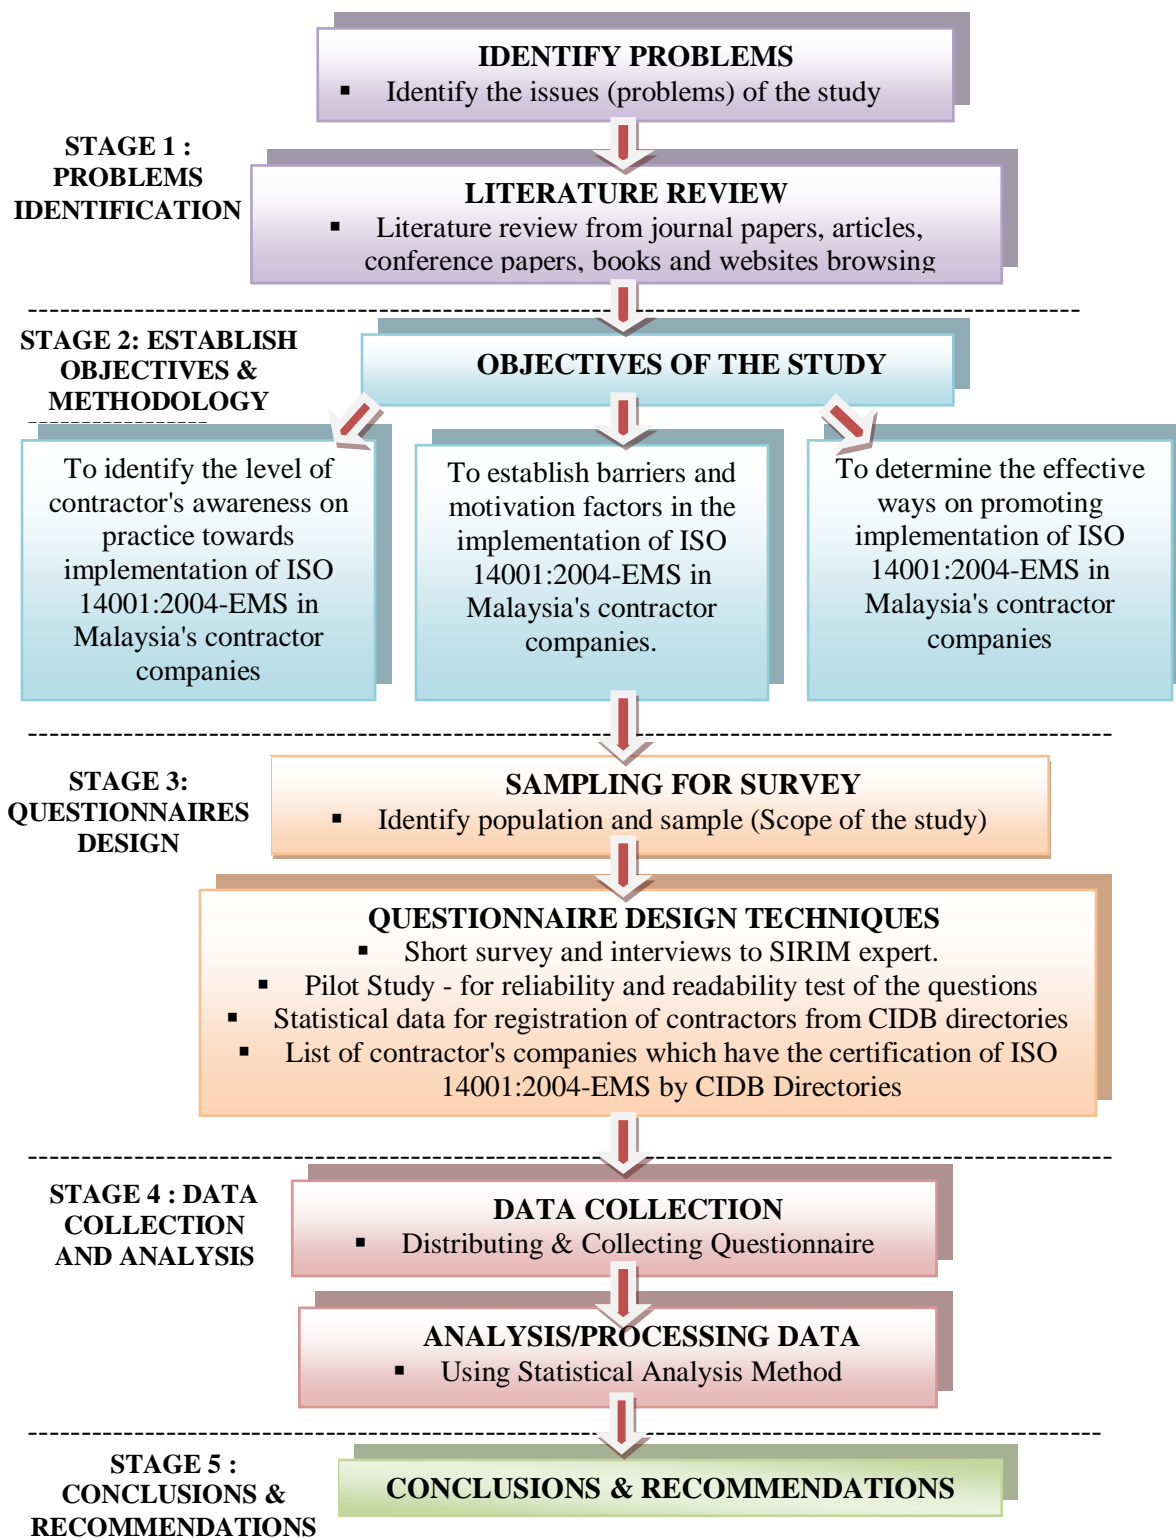 IDENTIFY PROBLEMS
▪ Identify the issues (problems) of the study
STAGE 1 :
PROBLEMS
IDENTIFICATION
LITERATURE REVIEW
▪ Literature review from journal papers, articles,
conference papers, books and websites browsing
STAGE 2: ESTABLISH
OBJECTIVES &
METHODOLOGY
OBJECTIVES OF THE STUDY
To identify the level of
contractor's awareness on
practice towards
implementation of ISO
14001:2004-EMS in
Malaysia's contractor
companies
To establish barriers and
motivation factors in the
implementation of ISO
14001:2004-EMS in
Malaysia's contractor
companies.
To determine the effective
ways on promoting
implementation of ISO
14001:2004-EMS in
Malaysia's contractor
companies
STAGE 3:
QUESTIONNAIRES
DESIGN
SAMPLING FOR SURVEY
▪ Identify population and sample (Scope of the study)
QUESTIONNAIRE DESIGN TECHNIQUES
▪ Short survey and interviews to SIRIM expert.
▪ Pilot Study - for reliability and readability test of the questions
▪ Statistical data for registration of contractors from CIDB directories
▪ List of contractor's companies which have the certification of ISO
14001:2004-EMS by CIDB Directories
STAGE 4 : DATA
COLLECTION
AND ANALYSIS
DATA COLLECTION
▪ Distributing & Collecting Questionnaire
ANALYSIS/PROCESSING DATA
▪ Using Statistical Analysis Method
STAGE 5 :
CONCLUSIONS &
RECOMMENDATIONS
CONCLUSIONS & RECOMMENDATIONS